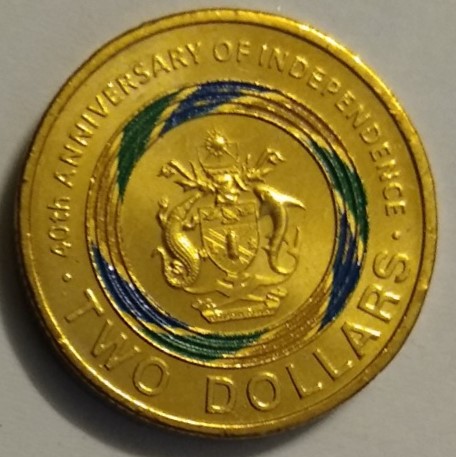 · 40th ANNIVERSARY OF INDEPENDENCE ·
TWO DOLLARS